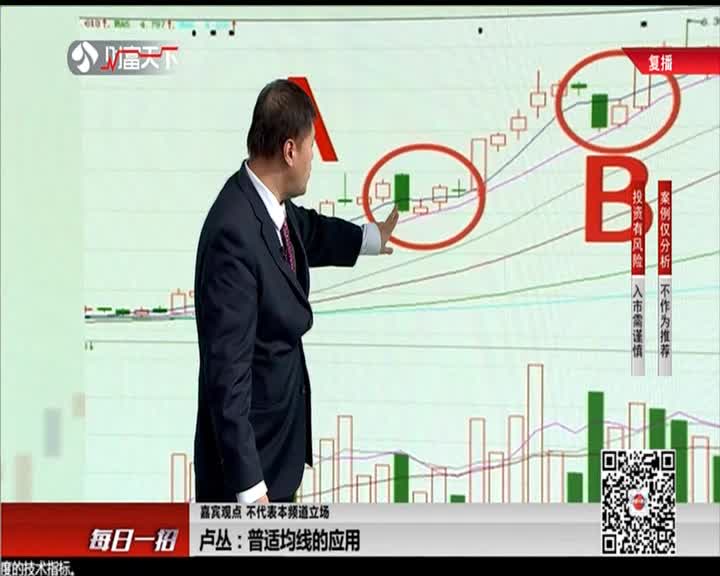 财富天下
复播
A
B
案例仅分析 不作为推荐
投资有风险 入市需谨慎
每日一招
嘉宾观点 不代表本频道立场
卢丛：普适均线的应用
度的技术指标。